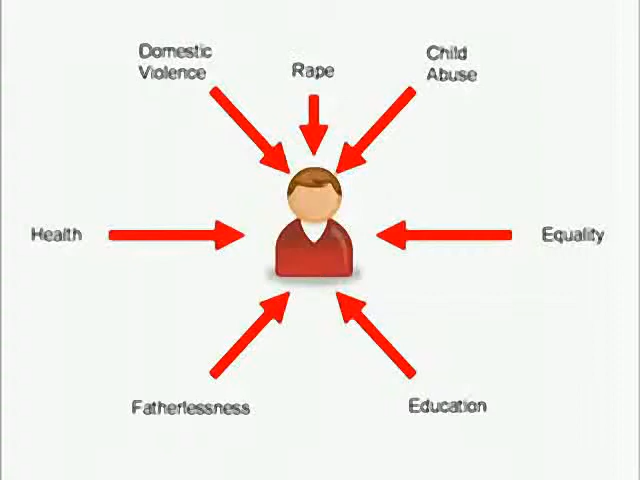 Domestic
Violence
Rape
Child
Abuse
Health
Equality
Fatherlessness
Education